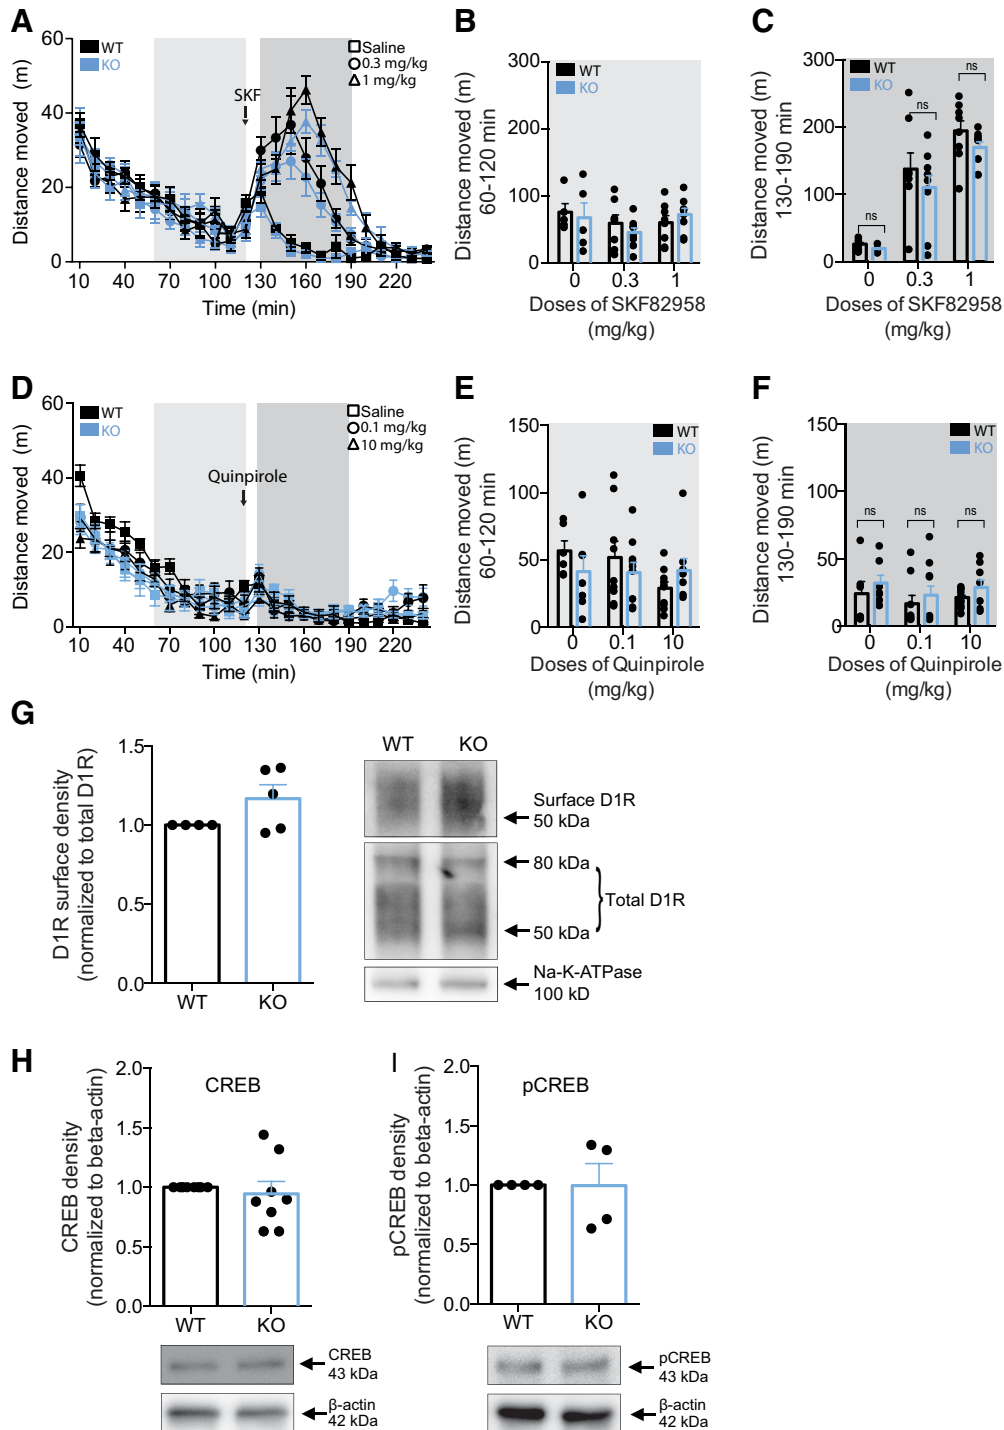 A
Distance moved (m)
60
40
20
0
WT
KO
SKF
Saline
0.3 mg/kg
1 mg/kg
10 40 70 100 130 160 190 220
Time (min)
B
Distance moved (m)
60-120 min
300
200
100
0
WT
KO
0 0.3 1
Doses of SKF82958
(mg/kg)
C
Distance moved (m)
130-190 min
300
200
100
0
WT
KO
ns
ns
ns
0 0.3 1
Doses of SKF82958
(mg/kg)
D
Distance moved (m)
60
40
20
0
WT
KO
Quinpirole
Saline
0.1 mg/kg
10 mg/kg
10 40 70 100 130 160 190 220
Time (min)
E
Distance moved (m)
60-120 min
150
100
50
0
WT
KO
0 0.1 10
Doses of Quinpirole
(mg/kg)
F
Distance moved (m)
130-190 min
150
100
50
0
WT
KO
ns ns ns
0 0.1 10
Doses of Quinpirole
(mg/kg)
G
D1R surface density
(normalized to total D1R)
1.5
1.0
0.5
0.0
WT KO
WT KO
Surface D1R
50 kDa
80 kDa
Total D1R
50 kDa
Na-K-ATPase
100 kD
H
CREB density
(normalized to beta-actin)
2.0
1.5
1.0
0.5
0.0
CREB
WT KO
CREB
43 kDa
β-actin
42 kDa
I
pCREB density
(normalized to beta-actin)
2.0
1.5
1.0
0.5
0.0
pCREB
WT KO
pCREB
43 kDa
β-actin
42 kDa